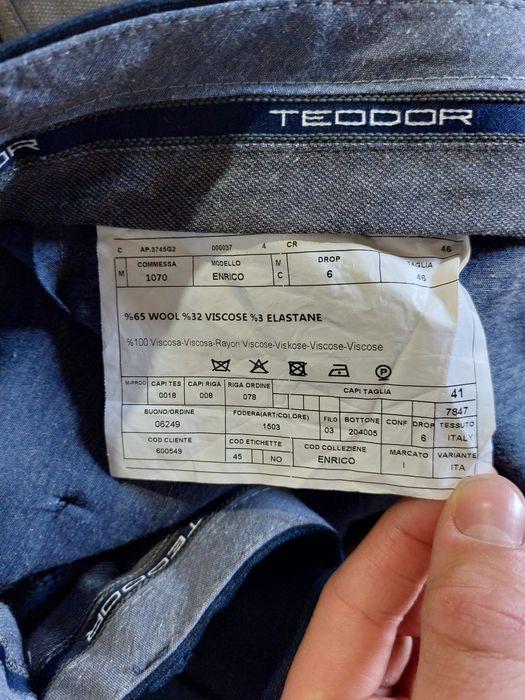 TEODOR
C AP.3745G2 000037 4 CR 46
M COMMESSA MODELLO M C DROP TAGLIA
1070 ENRICO 6 46
%65 WOOL %32 VISCOSE %3 ELASTANE
%100 Viscosa-Viscosa-Rayon Viscose-Viskose-Viscose-Viscose
P
M-PROD CAPI TES CAPI RIGA RIGA ORDINE CAPI TAGLIA 41
0018 008 078 7847
BUONO/ORDINE FODERA(ART/COLORE) FILO BOTTONE CONF DROP TESSUTO
06249 1503 03 204005 6 ITALY
COD CLIENTE COD ETICHETTE COD COLLEZIONE MARCATO VARIANTE
600549 45 NO ENRICO I ITA
TEODOR